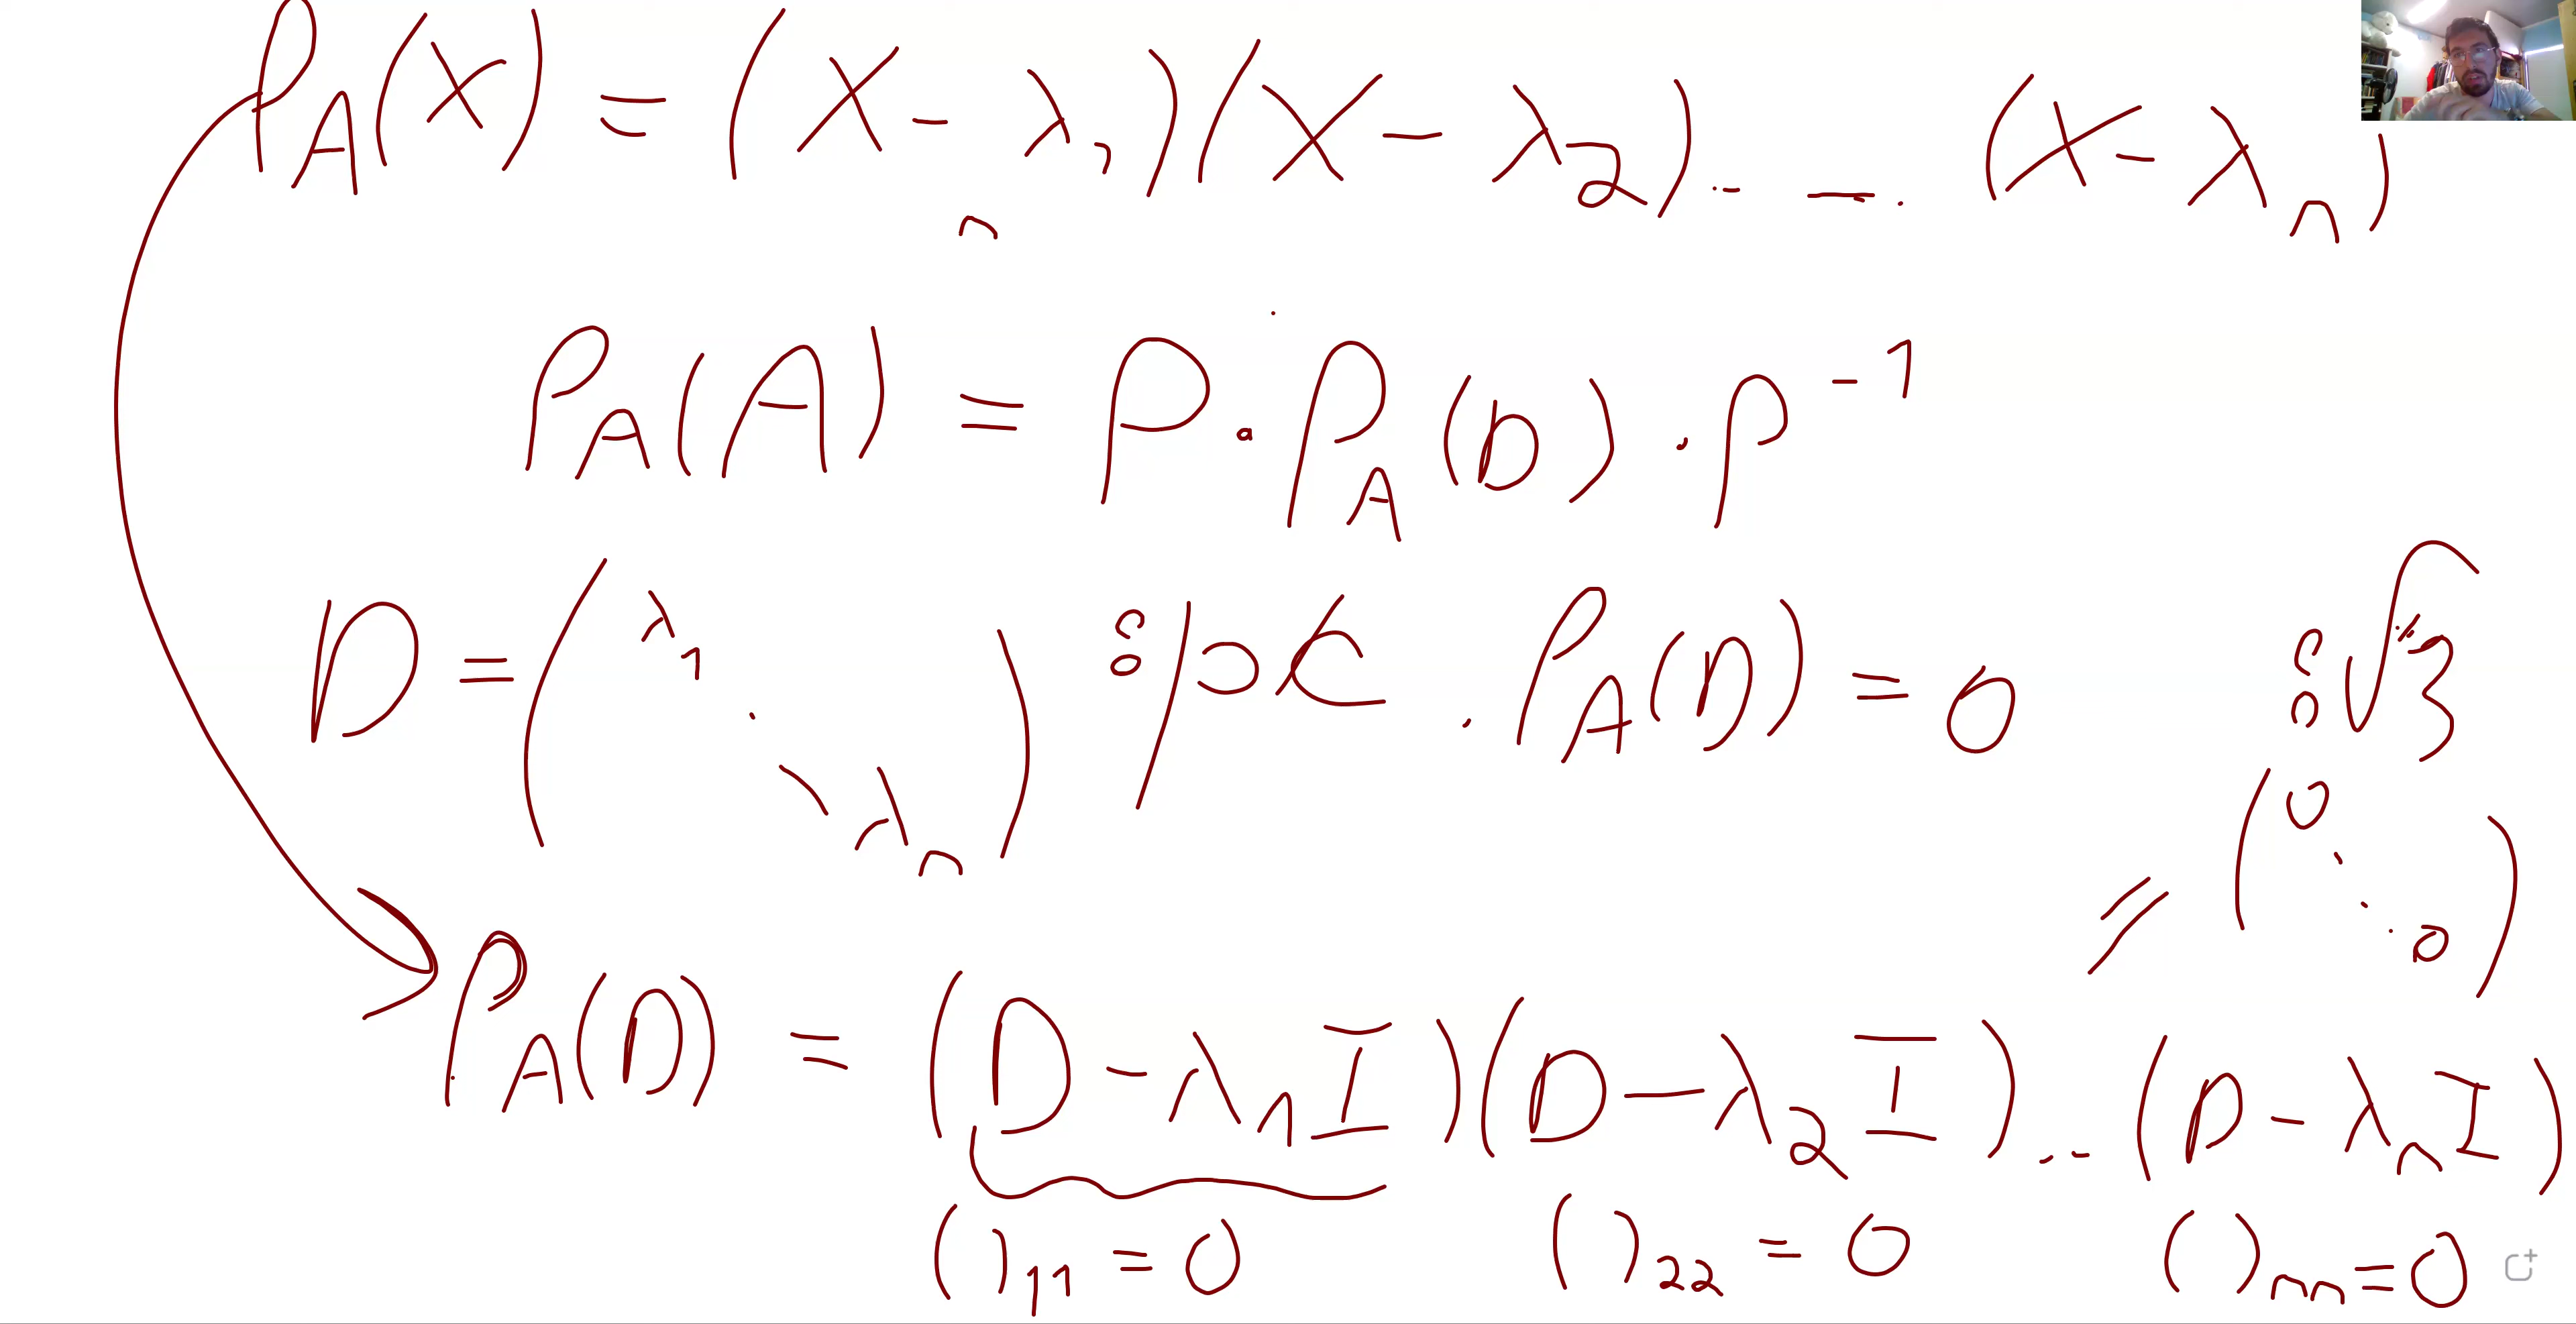 P_A(X) = (X - λ_1)(X - λ_2) ... (X - λ_n)
P_A(A) = P · P_A(D) · P^{-1}
צ"ל: P_A(D) = 0 .
אכן: D = (λ_1 ⋱ λ_n)
= (0 ⋱ 0)
P_A(D) = (D - λ_1 I)(D - λ_2 I) .. (D - λ_n I)
( )_{11} = 0 ( )_{22} = 0 ( )_{nn} = 0